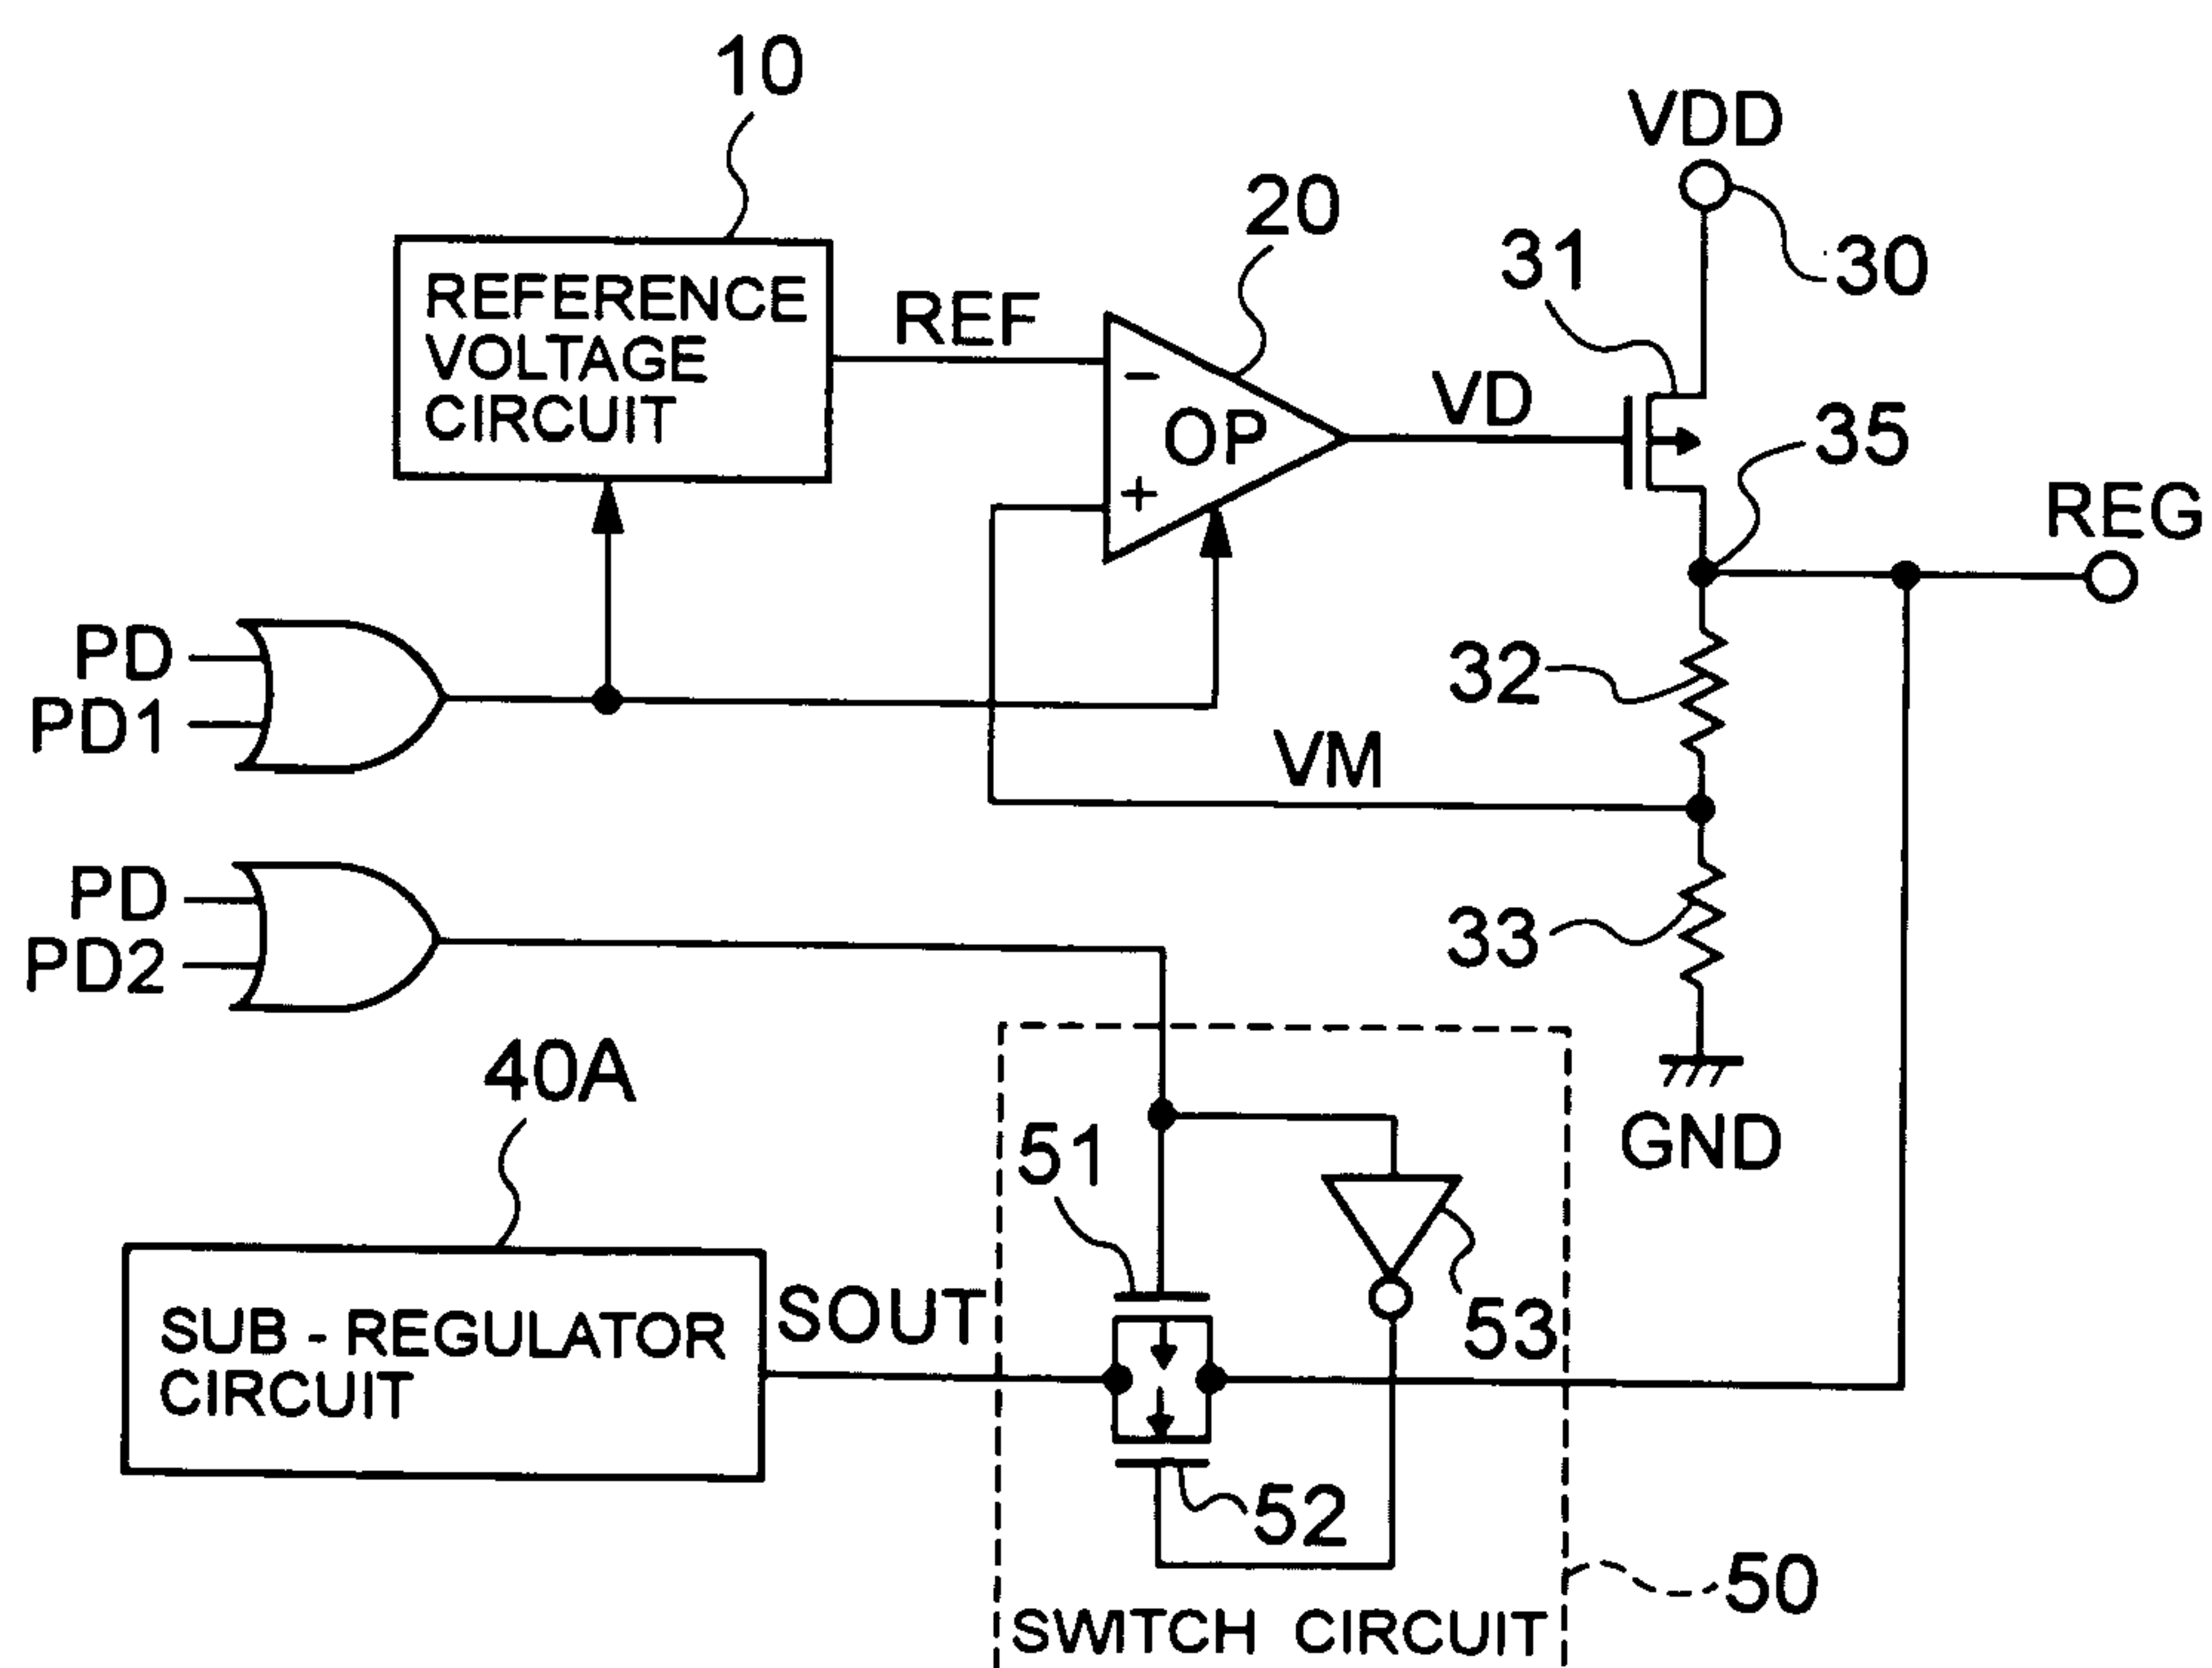 10
VDD
20
31
30
REFERENCE
VOLTAGE
CIRCUIT
REF
-
OP
+
VD
35
REG
PD
PD1
32
VM
PD
PD2
33
40A
GND
51
53
SUB - REGULATOR
CIRCUIT
SOUT
52
50
SWITCH CIRCUIT